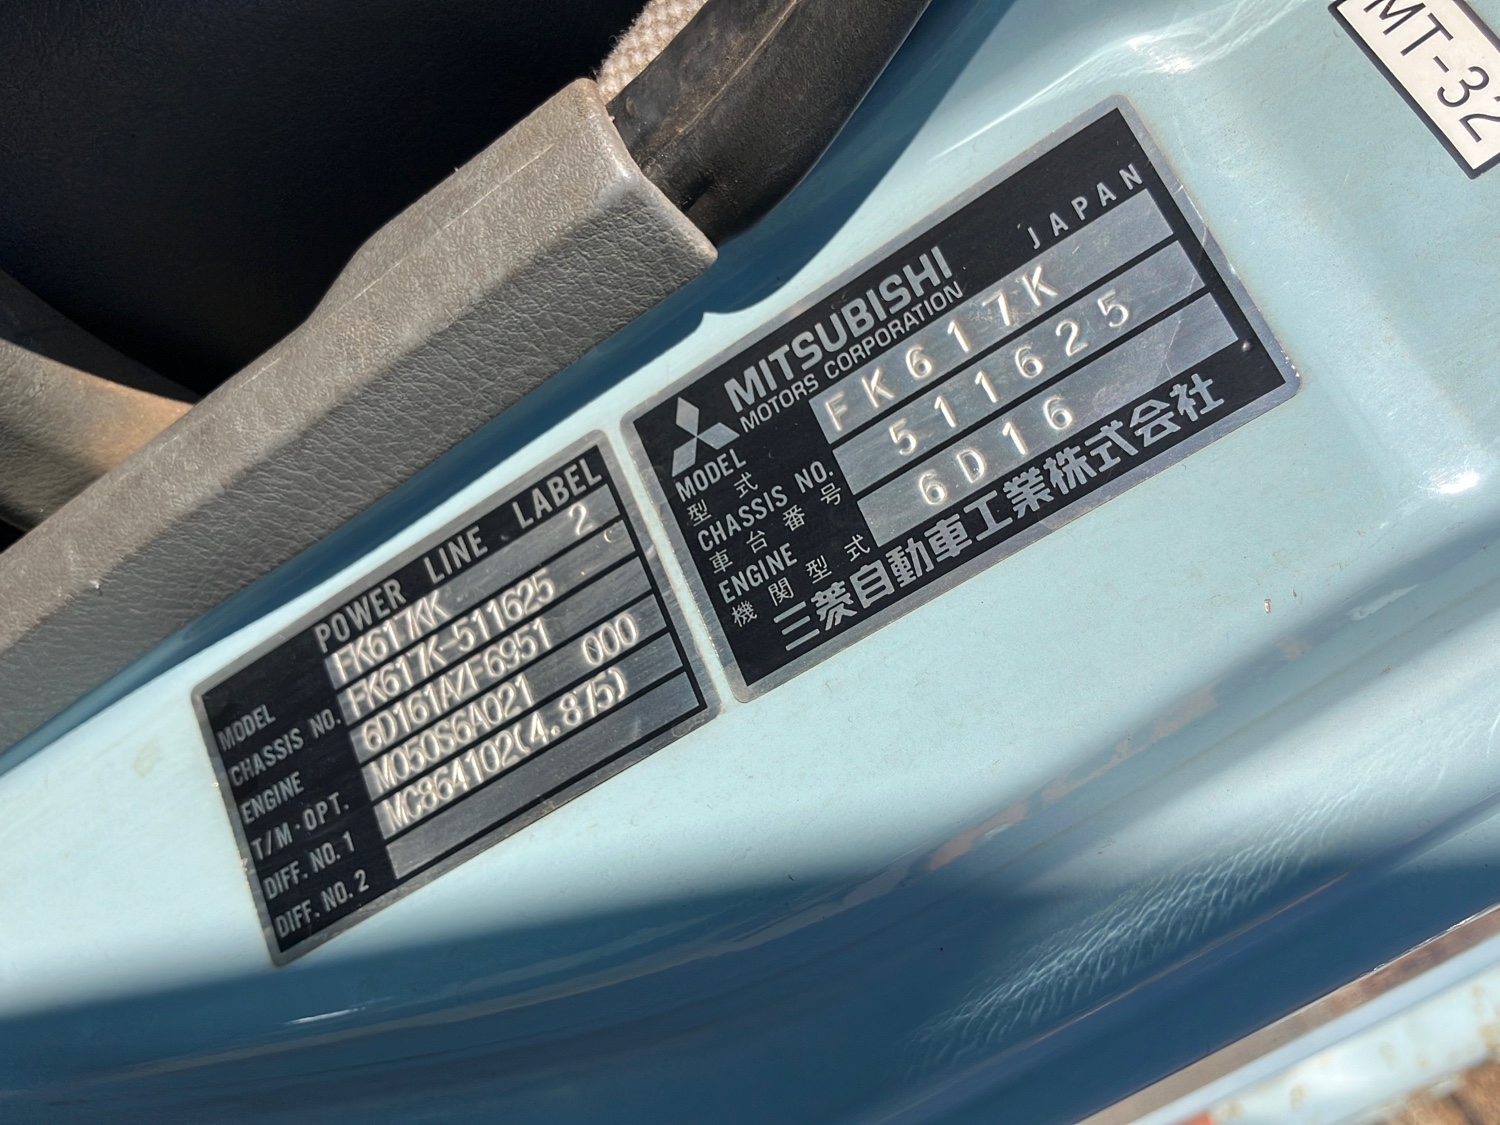 MT-32
MITSUBISHI
MOTORS CORPORATION
JAPAN
MODEL FK617K
型式
CHASSIS NO. 511625
車台番号
ENGINE 6D16
機関型式
三菱自動車工業株式会社
POWER LINE LABEL
2
MODEL FK617KK
CHASSIS NO. FK617K-511625
ENGINE 6D161AZF6951
T/M·OPT. M050S6A021 000
DIFF. NO. 1 MC864102(4.875)
DIFF. NO. 2